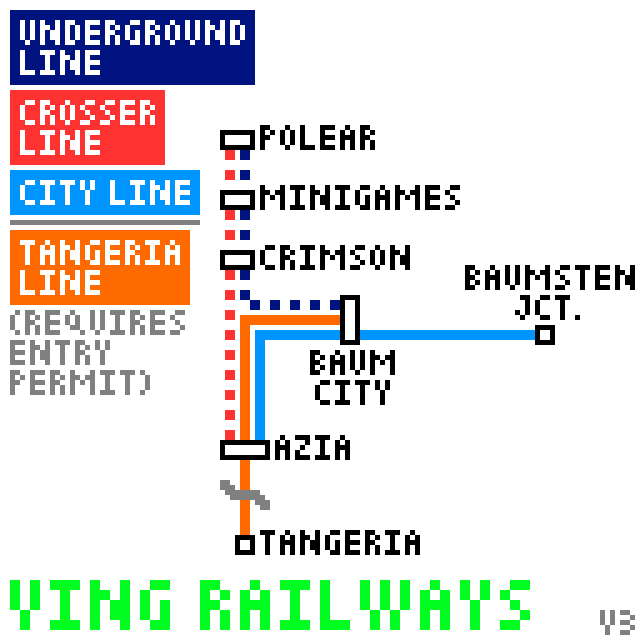 UNDERGROUND
LINE
CROSSER
LINE
CITY LINE
TANGERIA
LINE
(REQUIRES
ENTRY
PERMIT)
POLEAR
MINIGAMES
CRIMSON
BAUMSTEN
JCT.
BAUM
CITY
AZIA
TANGERIA
VING RAILWAYS
V3